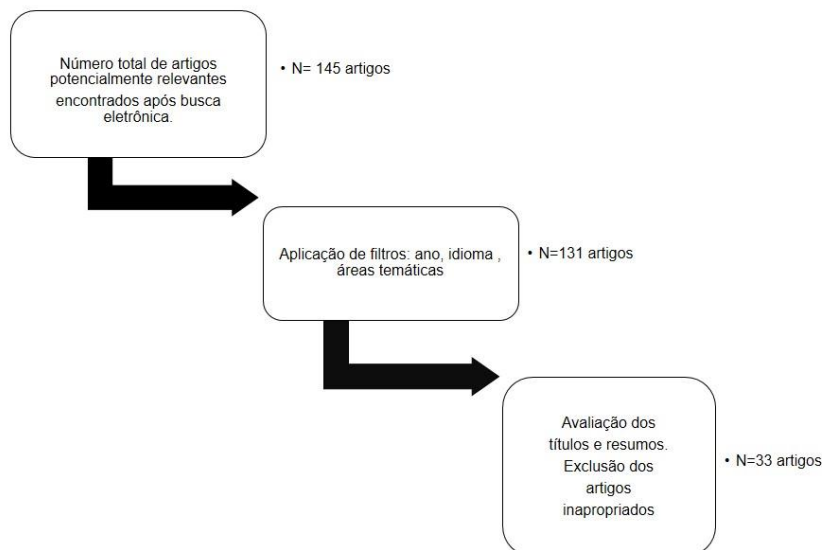 Número total de artigos
potencialmente relevantes
encontrados após busca
eletrônica.
• N= 145 artigos
Aplicação de filtros: ano, idioma ,
áreas temáticas
• N=131 artigos
Avaliação dos
títulos e resumos.
Exclusão dos
artigos
inapropriados
• N=33 artigos